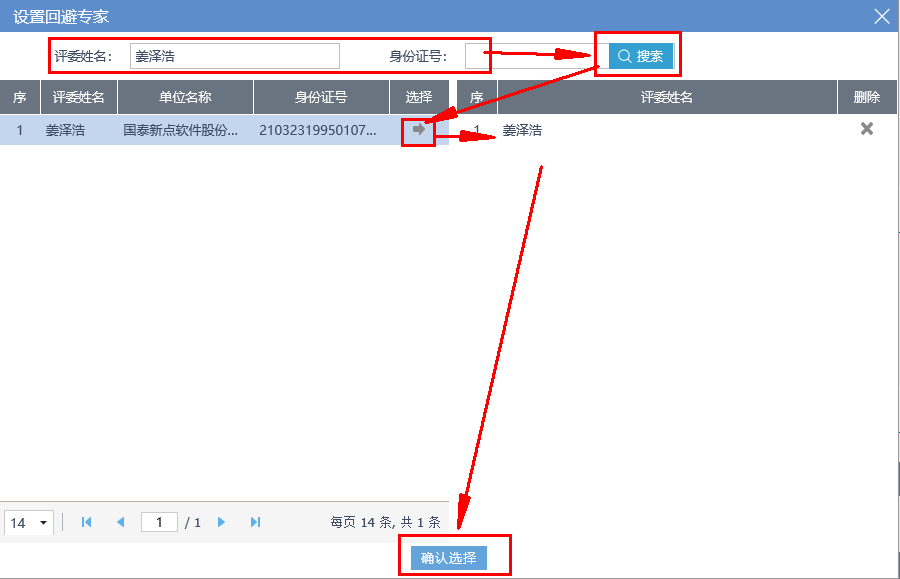 设置回避专家
评委姓名： 姜泽浩 身份证号： 搜索
序 评委姓名 单位名称 身份证号 选择 序 评委姓名 删除
1 姜泽浩 国泰新点软件股份... 21032319950107... 1 姜泽浩
14 1 / 1 每页 14 条, 共 1 条
确认选择